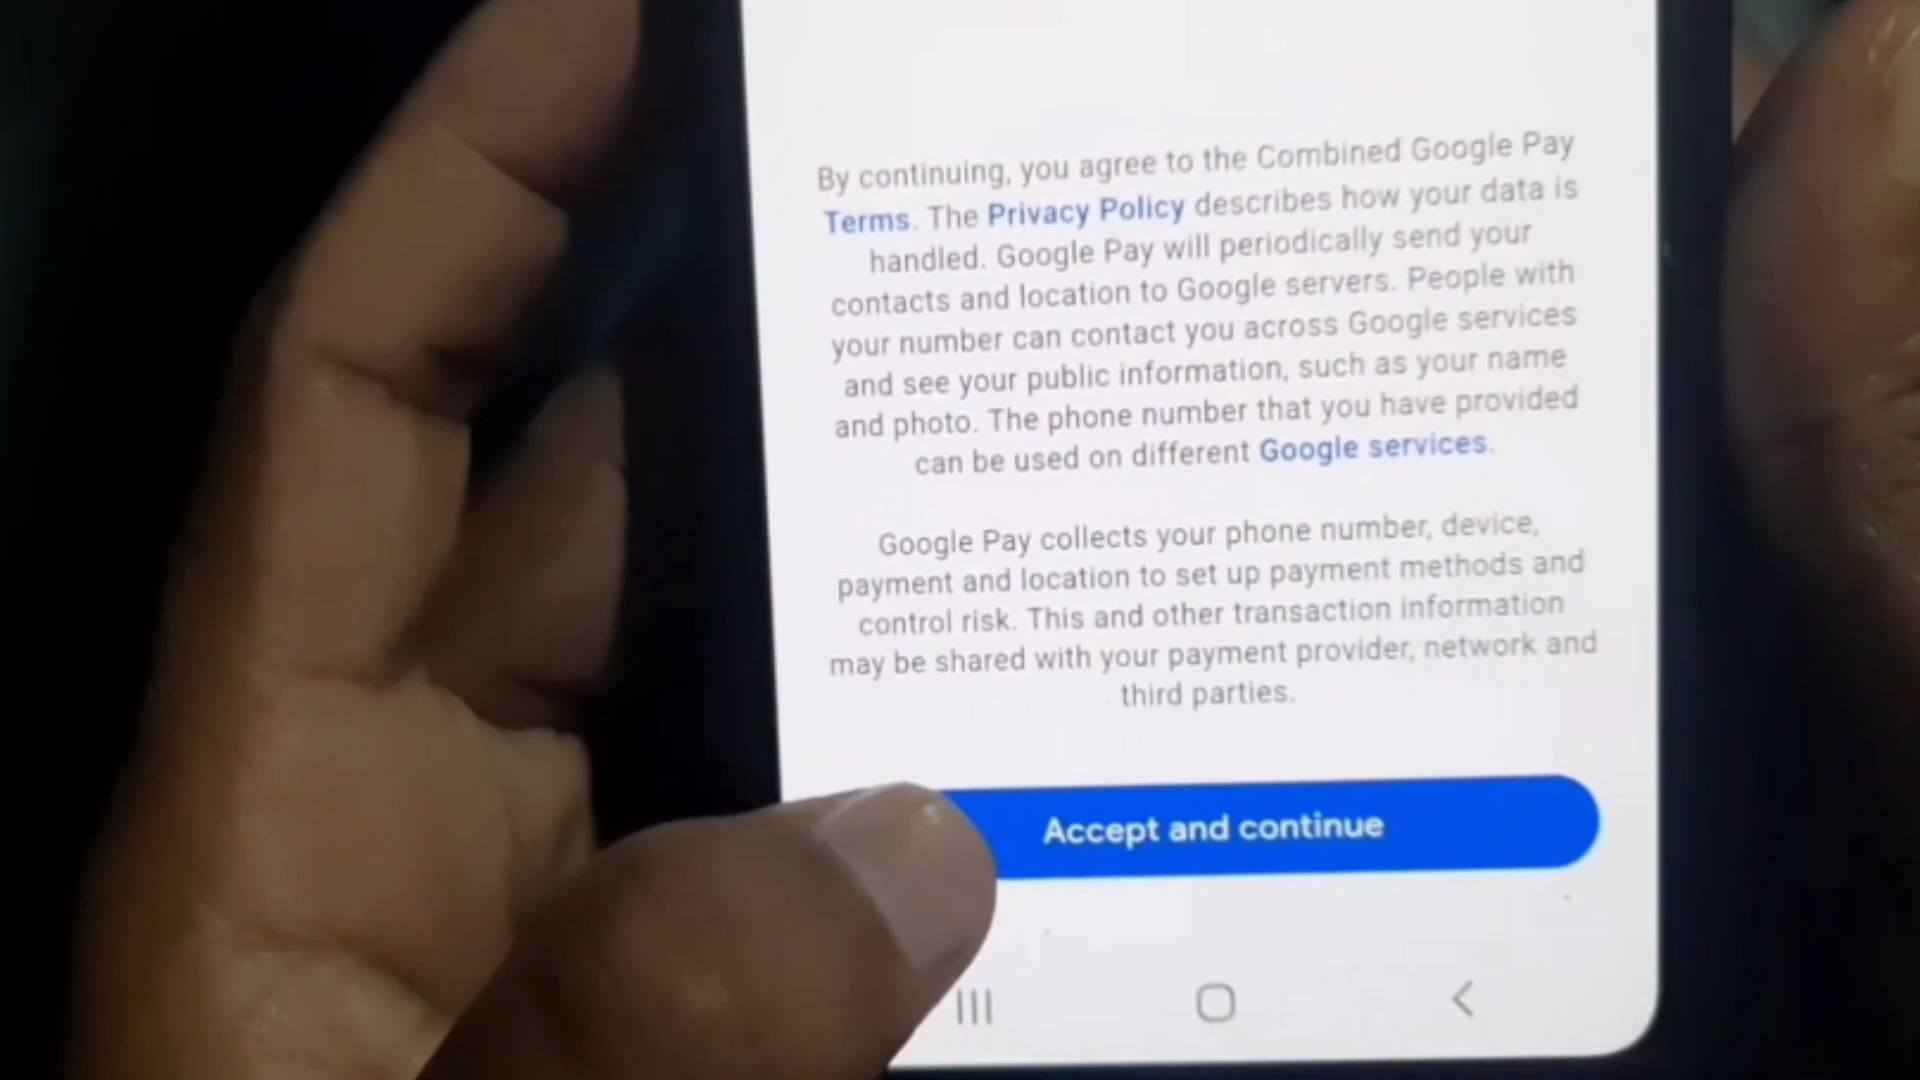 By continuing, you agree to the Combined Google Pay
Terms. The Privacy Policy describes how your data is
handled. Google Pay will periodically send your
contacts and location to Google servers. People with
your number can contact you across Google services
and see your public information, such as your name
and photo. The phone number that you have provided
can be used on different Google services.
Google Pay collects your phone number, device,
payment and location to set up payment methods and
control risk. This and other transaction information
may be shared with your payment provider, network and
third parties.
Accept and continue